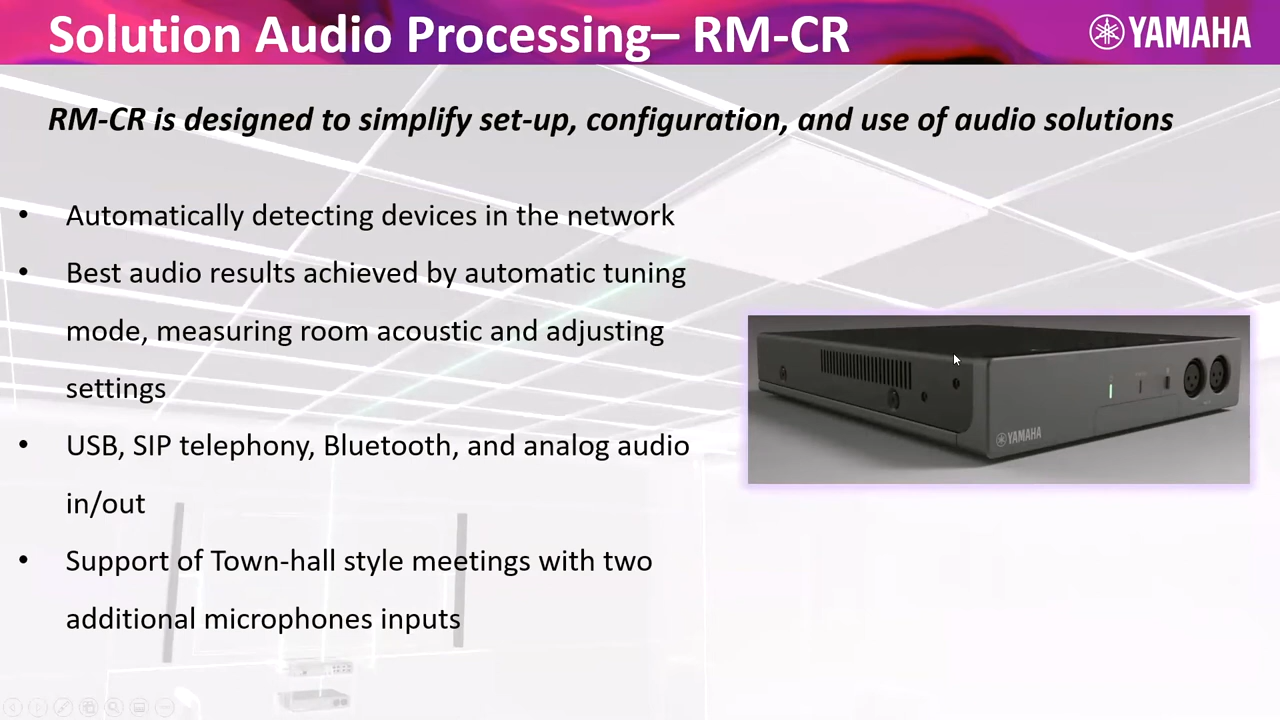 Solution Audio Processing– RM-CR
YAMAHA
RM-CR is designed to simplify set-up, configuration, and use of audio solutions
• Automatically detecting devices in the network
• Best audio results achieved by automatic tuning
mode, measuring room acoustic and adjusting
settings
• USB, SIP telephony, Bluetooth, and analog audio
in/out
• Support of Town-hall style meetings with two
additional microphones inputs
YAMAHA